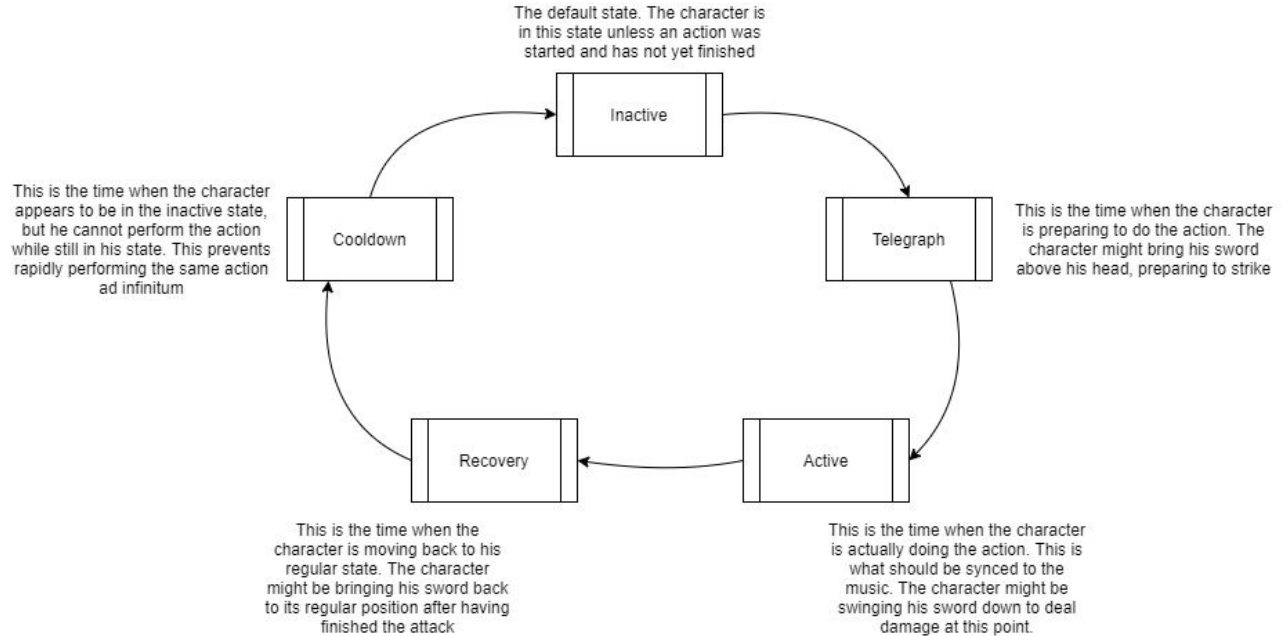 The default state. The character is
in this state unless an action was
started and has not yet finished
Inactive
Telegraph
This is the time when the character
is preparing to do the action. The
character might bring his sword
above his head, preparing to strike
Active
This is the time when the character
is actually doing the action. This is
what should be synced to the
music. The character might be
swinging his sword down to deal
damage at this point.
Recovery
This is the time when the
character is moving back to his
regular state. The character
might be bringing his sword back
to its regular position after having
finished the attack
Cooldown
This is the time when the character
appears to be in the inactive state,
but he cannot perform the action
while still in his state. This prevents
rapidly performing the same action
ad infinitum